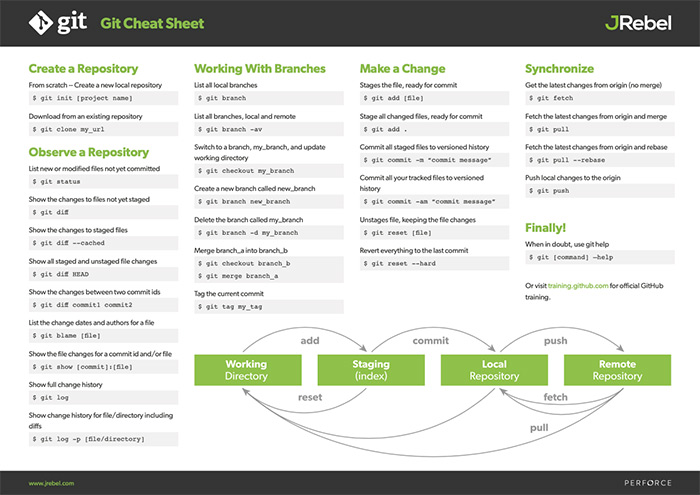 git
Git Cheat Sheet
JRebel
Create a Repository
From scratch – Create a new local repository
$ git init [project name]
Download from an existing repository
$ git clone my_url
Observe a Repository
List new or modified files not yet committed
$ git status
Show the changes to files not yet staged
$ git diff
Show the changes to staged files
$ git diff --cached
Show all staged and unstaged file changes
$ git diff HEAD
Show the changes between two commit ids
$ git diff commit1 commit2
List the change dates and authors for a file
$ git blame [file]
Show the file changes for a commit id and/or file
$ git show [commit]:[file]
Show full change history
$ git log
Show change history for file/directory including
diffs
$ git log -p [file/directory]
Working With Branches
List all local branches
$ git branch
List all branches, local and remote
$ git branch -av
Switch to a branch, my_branch, and update
working directory
$ git checkout my_branch
Create a new branch called new_branch
$ git branch new_branch
Delete the branch called my_branch
$ git branch -d my_branch
Merge branch_a into branch_b
$ git checkout branch_b
$ git merge branch_a
Tag the current commit
$ git tag my_tag
Make a Change
Stages the file, ready for commit
$ git add [file]
Stage all changed files, ready for commit
$ git add .
Commit all staged files to versioned history
$ git commit -m “commit message”
Commit all your tracked files to versioned
history
$ git commit -am “commit message”
Unstages file, keeping the file changes
$ git reset [file]
Revert everything to the last commit
$ git reset --hard
Synchronize
Get the latest changes from origin (no merge)
$ git fetch
Fetch the latest changes from origin and merge
$ git pull
Fetch the latest changes from origin and rebase
$ git pull --rebase
Push local changes to the origin
$ git push
Finally!
When in doubt, use git help
$ git [command] –help
Or visit training.github.com for official GitHub
training.
add
commit
push
Working
Directory
Staging
(index)
Local
Repository
Remote
Repository
reset
fetch
pull
www.jrebel.com
PERFORCE